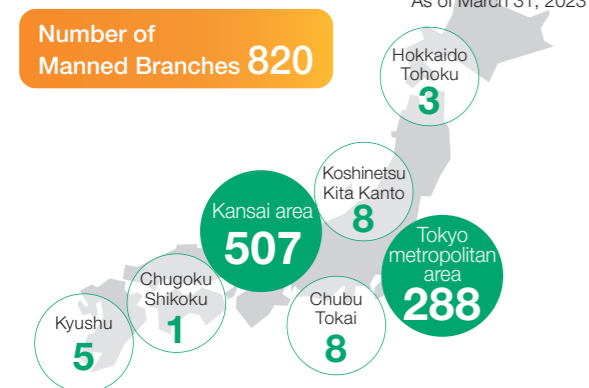 As of March 31, 2023
Number of
Manned Branches 820
Hokkaido
Tohoku
3
Koshinetsu
Kita Kanto
8
Kansai area
507
Tokyo
metropolitan
area
288
Chugoku
Shikoku
1
Chubu
Tokai
8
Kyushu
5